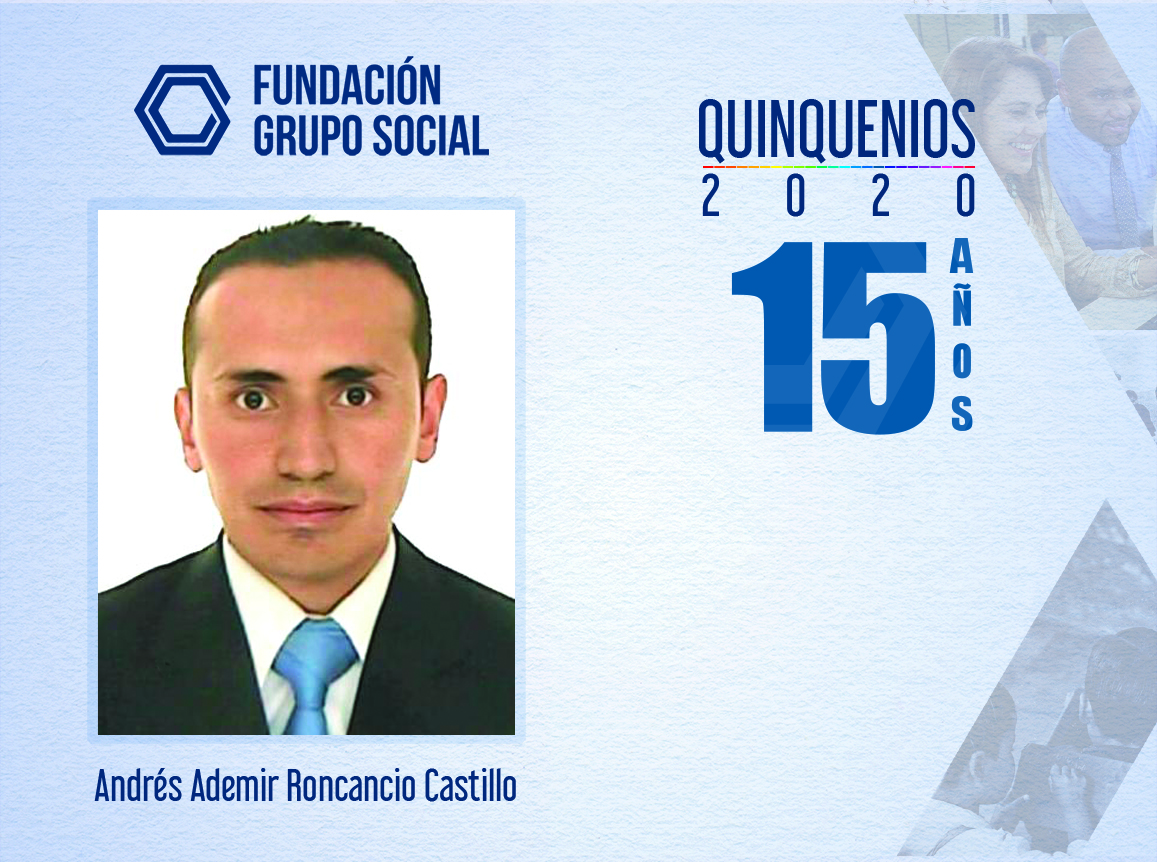 FUNDACIÓN
GRUPO SOCIAL
QUINQUENIOS
2020
15
AÑOS
Andrés Ademir Roncancio Castillo